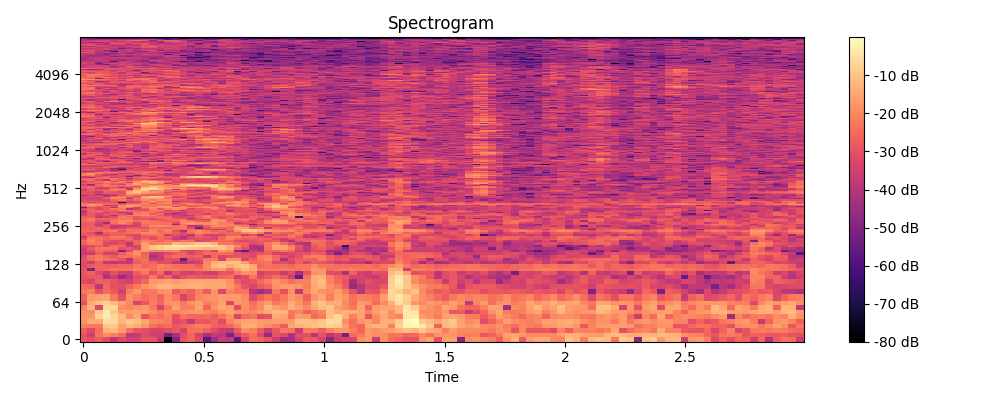 Spectrogram
Hz
4096
2048
1024
512
256
128
64
0
0
0.5
1
1.5
2
2.5
Time
-10 dB
-20 dB
-30 dB
-40 dB
-50 dB
-60 dB
-70 dB
-80 dB